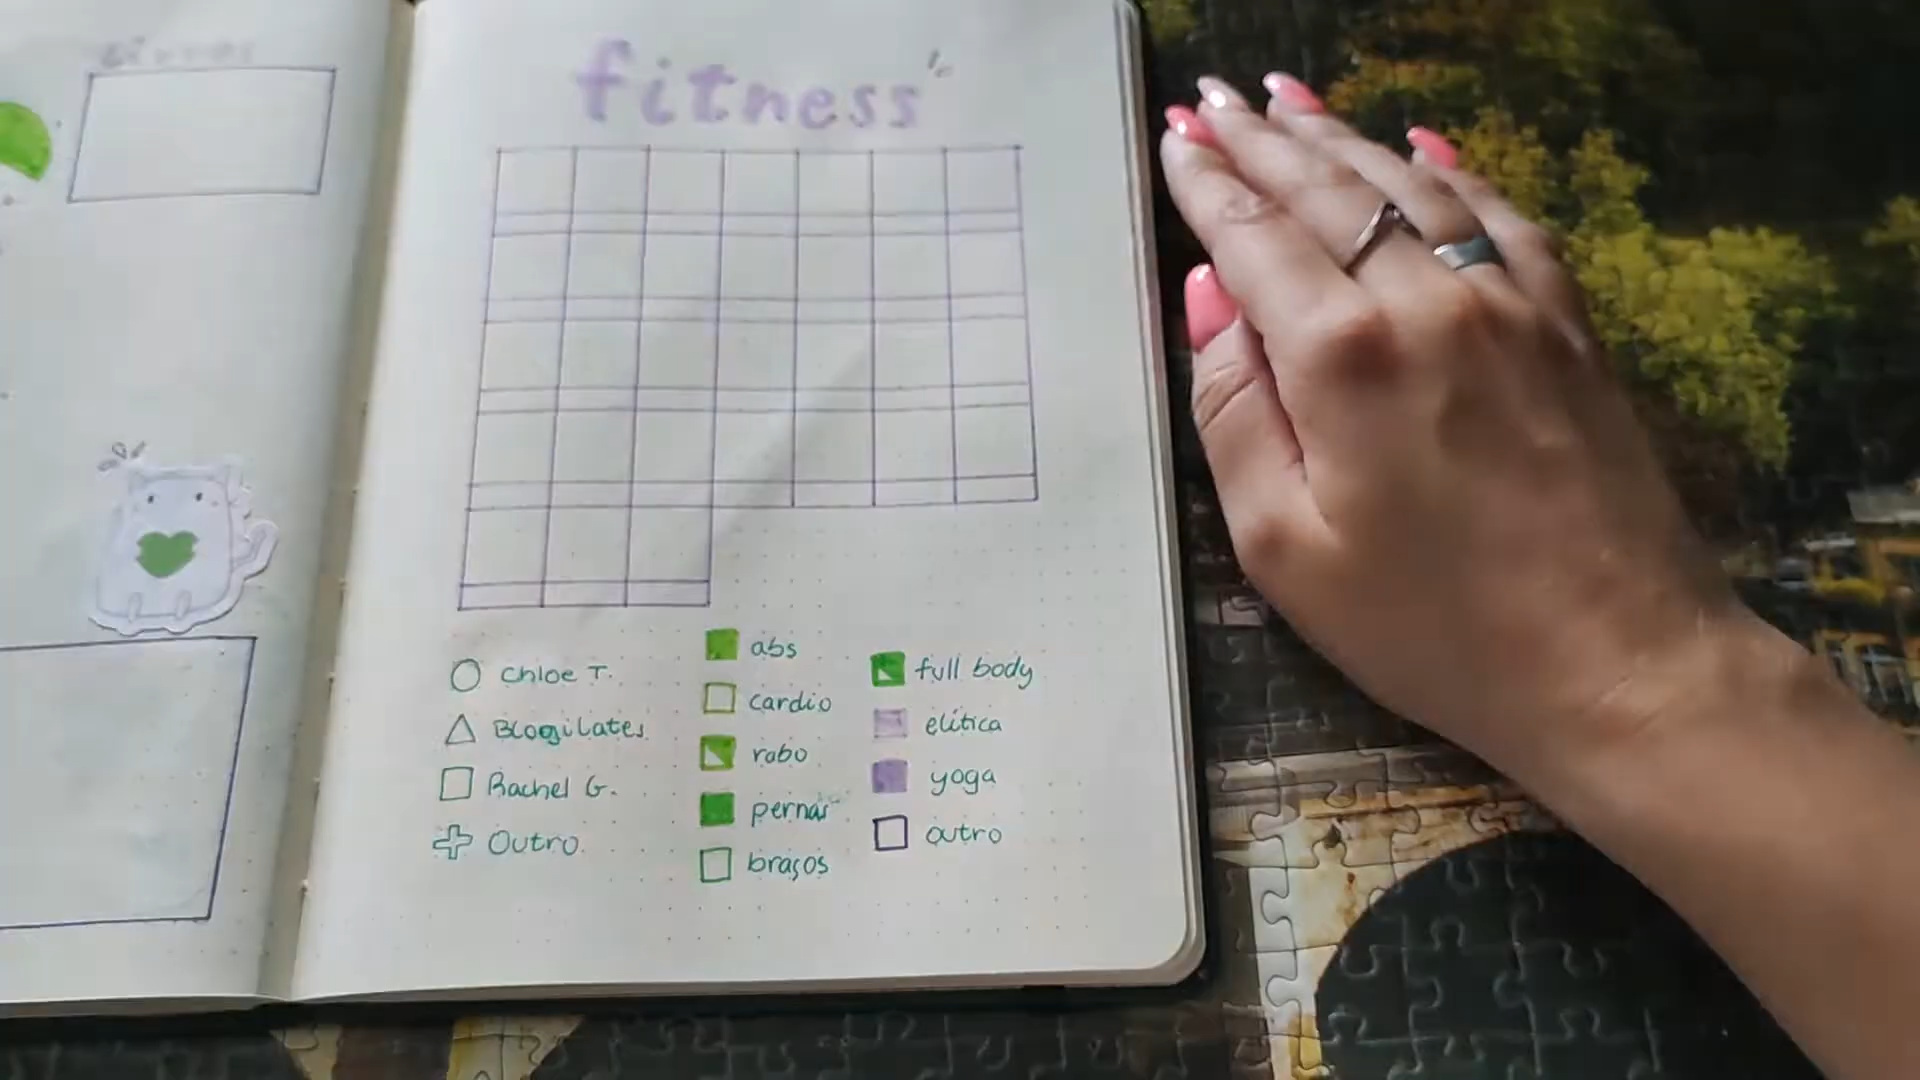 fitness
Chloe T.
Blogilates
Rachel G.
Outro
abs
cardio
rabo
pernas
braços
full body
elítica
yoga
outro